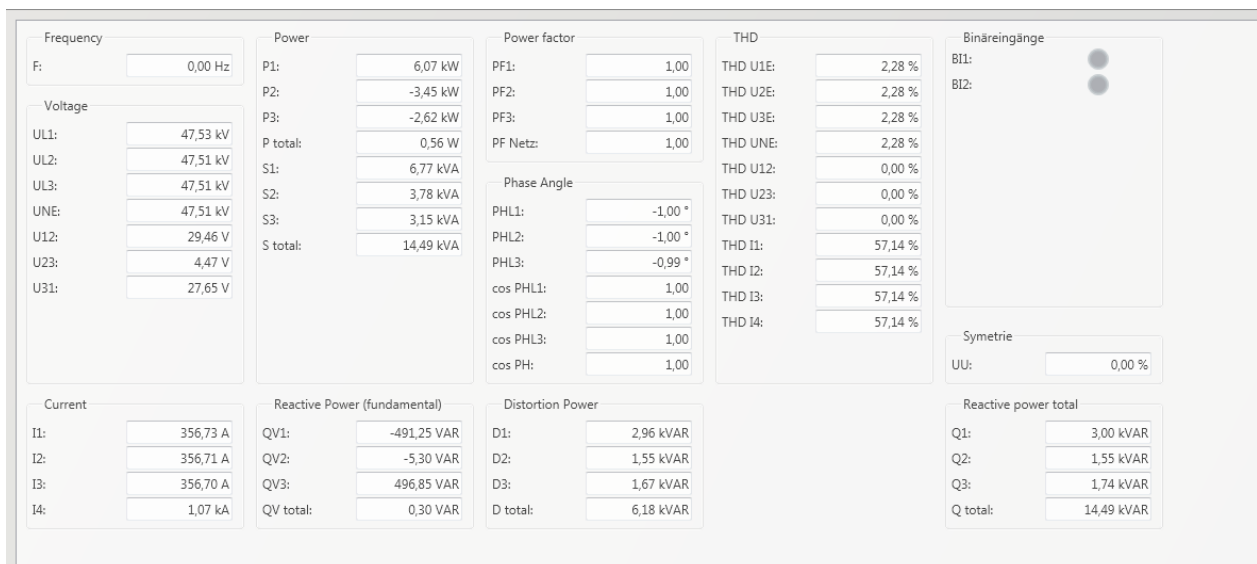 Frequency
F: 0,00 Hz
Voltage
UL1: 47,53 kV
UL2: 47,51 kV
UL3: 47,51 kV
UNE: 47,51 kV
U12: 29,46 V
U23: 4,47 V
U31: 27,65 V
Power
P1: 6,07 kW
P2: -3,45 kW
P3: -2,62 kW
P total: 0,56 W
S1: 6,77 kVA
S2: 3,78 kVA
S3: 3,15 kVA
S total: 14,49 kVA
Power factor
PF1: 1,00
PF2: 1,00
PF3: 1,00
PF Netz: 1,00
Phase Angle
PHL1: -1,00 °
PHL2: -1,00 °
PHL3: -0,99 °
cos PHL1: 1,00
cos PHL2: 1,00
cos PHL3: 1,00
cos PH: 1,00
THD
THD U1E: 2,28 %
THD U2E: 2,28 %
THD U3E: 2,28 %
THD UNE: 2,28 %
THD U12: 0,00 %
THD U23: 0,00 %
THD U31: 0,00 %
THD I1: 57,14 %
THD I2: 57,14 %
THD I3: 57,14 %
THD I4: 57,14 %
Binäreingänge
BI1:
BI2:
Symetrie
UU: 0,00 %
Current
I1: 356,73 A
I2: 356,71 A
I3: 356,70 A
I4: 1,07 kA
Reactive Power (fundamental)
QV1: -491,25 VAR
QV2: -5,30 VAR
QV3: 496,85 VAR
QV total: 0,30 VAR
Distortion Power
D1: 2,96 kVAR
D2: 1,55 kVAR
D3: 1,67 kVAR
D total: 6,18 kVAR
Reactive power total
Q1: 3,00 kVAR
Q2: 1,55 kVAR
Q3: 1,74 kVAR
Q total: 14,49 kVAR